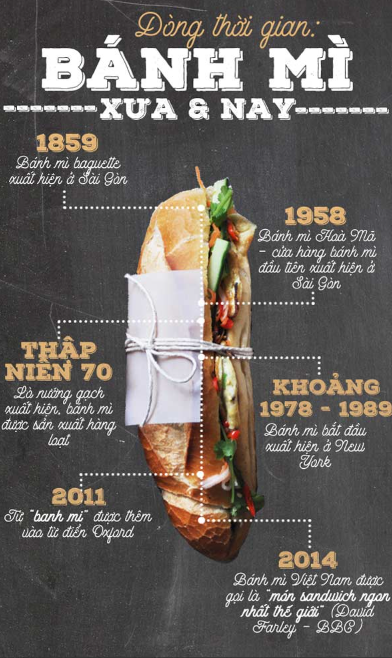 Dòng thời gian:
BÁNH MÌ
XƯA & NAY
1859
Bánh mì baguette
xuất hiện ở Sài Gòn
1958
Bánh mì Hoà Mã
- cửa hàng bánh mì
đầu tiên xuất hiện ở
Sài Gòn
THẬP
NIÊN 70
Lò nướng gạch
xuất hiện, bánh mì
được sản xuất hàng
loạt
KHOẢNG
1978 - 1989
Bánh mì bắt đầu
xuất hiện ở New
York
2011
Từ "banh mi" được thêm
vào từ điển Oxford
2014
Bánh mì Việt Nam được
gọi là "món sandwich ngon
nhất thế giới" (David
Farley - BBC)